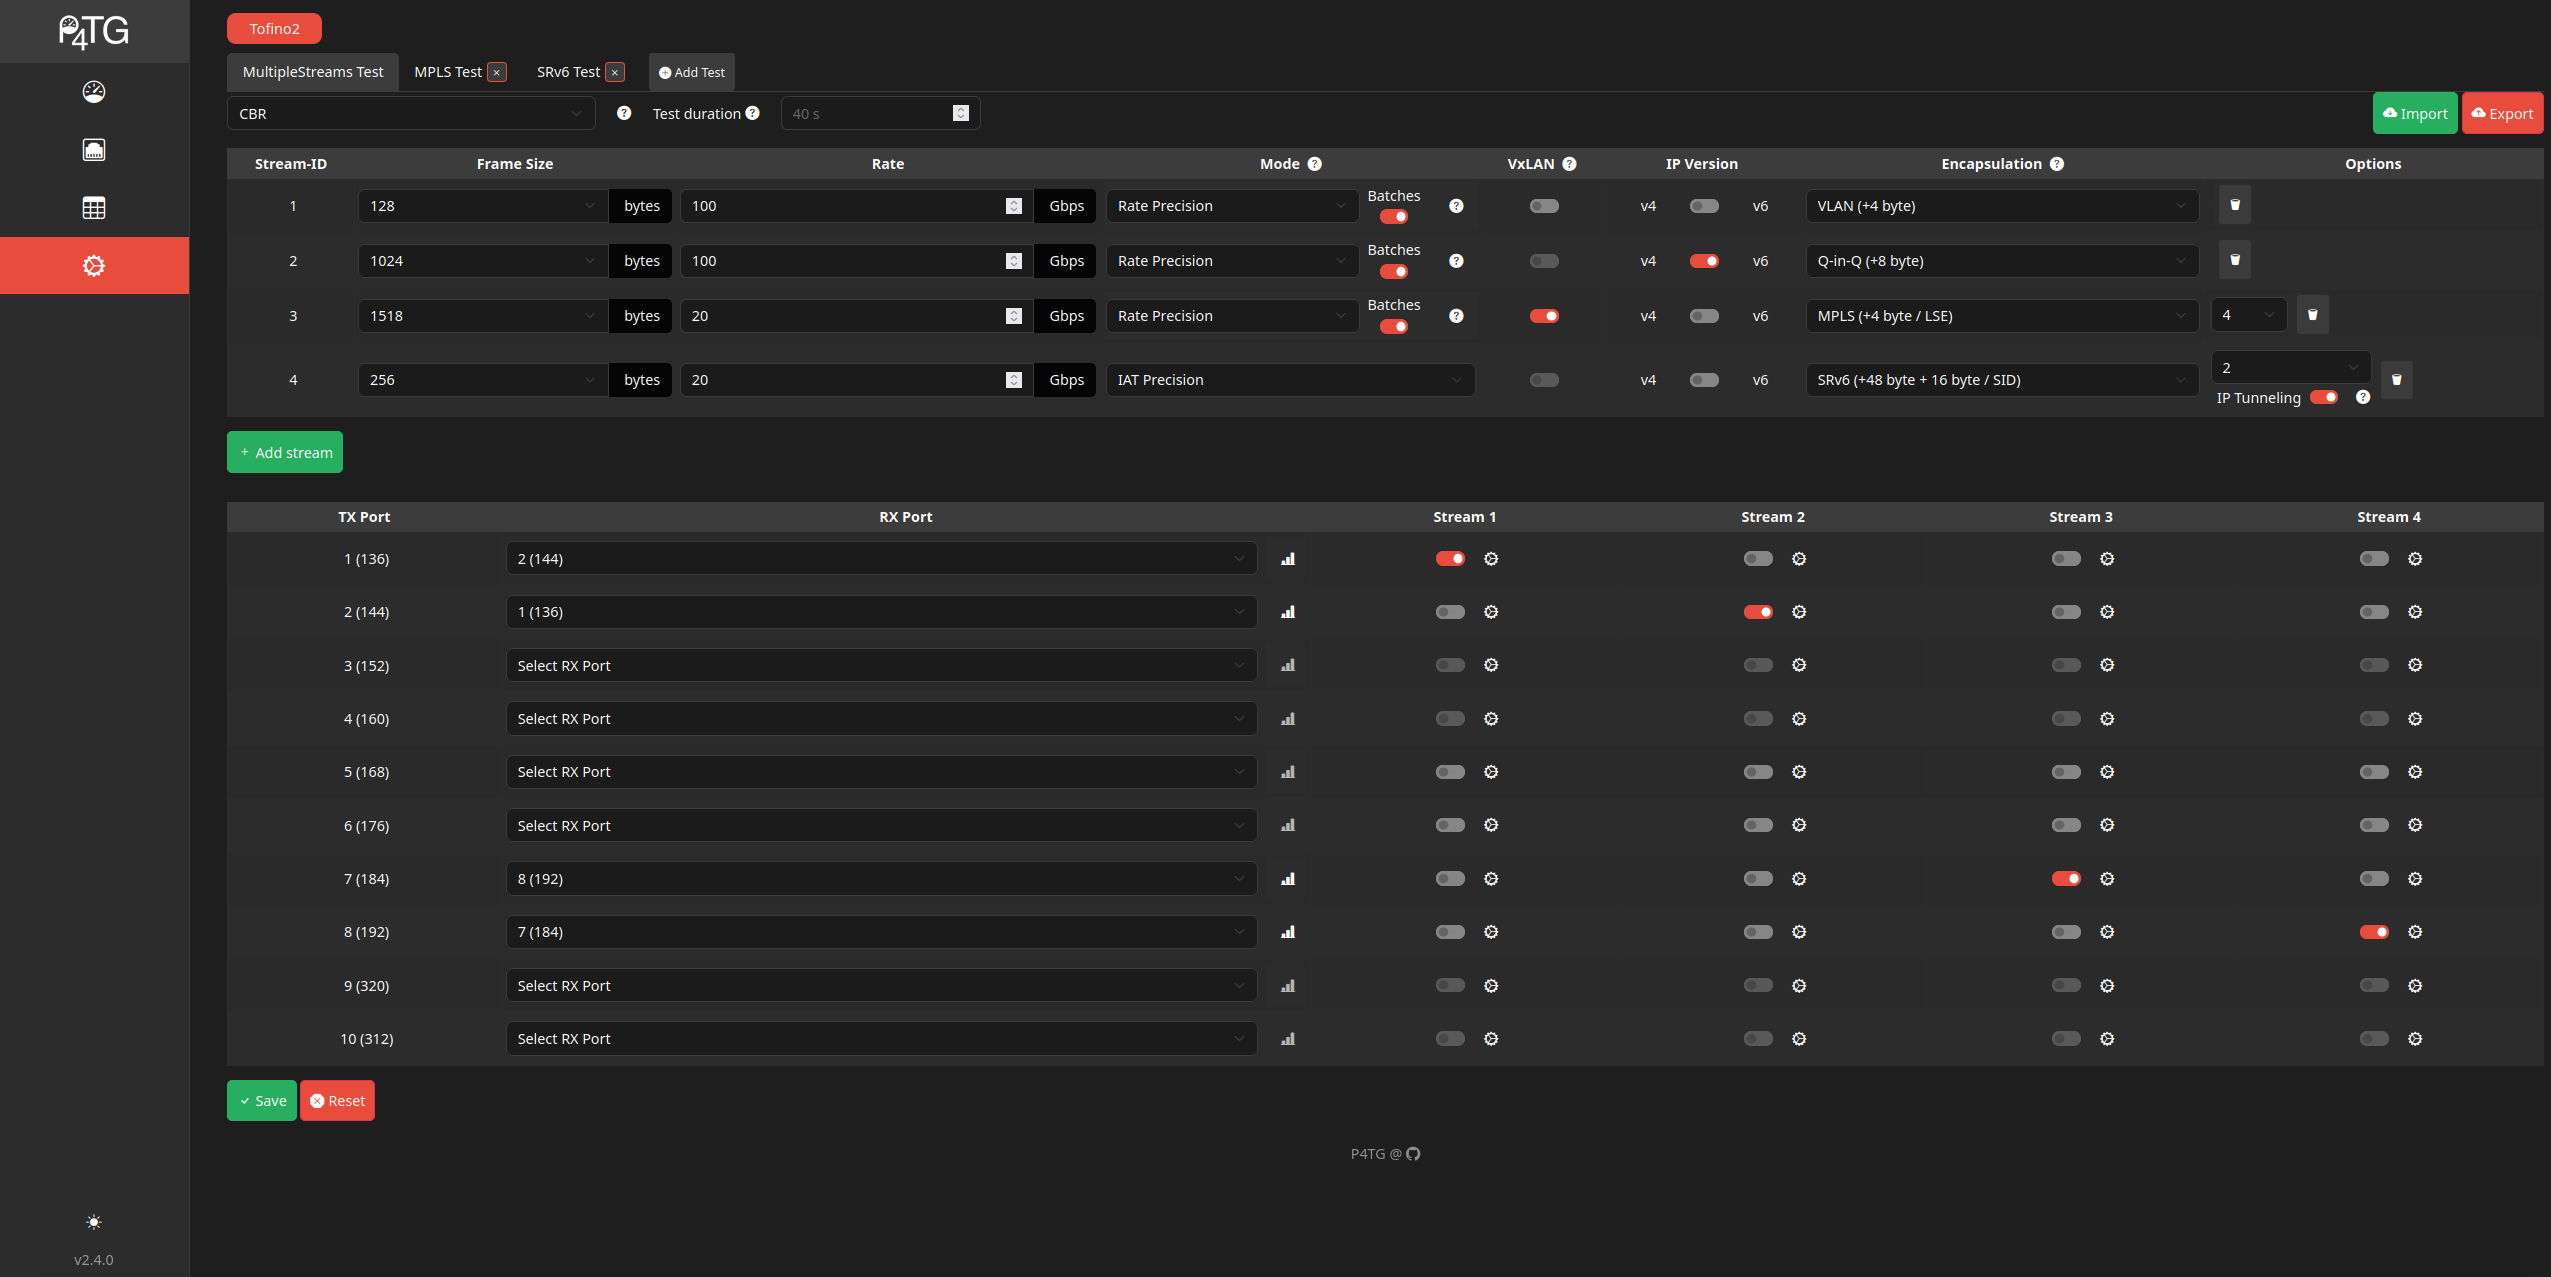 P4TG
Tofino2
MultipleStreams Test MPLS Test × SRv6 Test × Add Test
CBR ? Test duration ? 40 s Import Export
Stream-ID Frame Size Rate Mode ? VxLAN ? IP Version Encapsulation ? Options
1 128 bytes 100 Gbps Rate Precision Batches ? v4 v6 VLAN (+4 byte)
2 1024 bytes 100 Gbps Rate Precision Batches ? v4 v6 Q-in-Q (+8 byte)
3 1518 bytes 20 Gbps Rate Precision Batches ? v4 v6 MPLS (+4 byte / LSE) 4
4 256 bytes 20 Gbps IAT Precision v4 v6 SRv6 (+48 byte + 16 byte / SID) 2
IP Tunneling ?
+ Add stream
TX Port RX Port Stream 1 Stream 2 Stream 3 Stream 4
1 (136) 2 (144)
2 (144) 1 (136)
3 (152) Select RX Port
4 (160) Select RX Port
5 (168) Select RX Port
6 (176) Select RX Port
7 (184) 8 (192)
8 (192) 7 (184)
9 (320) Select RX Port
10 (312) Select RX Port
Save Reset
P4TG @
v2.4.0